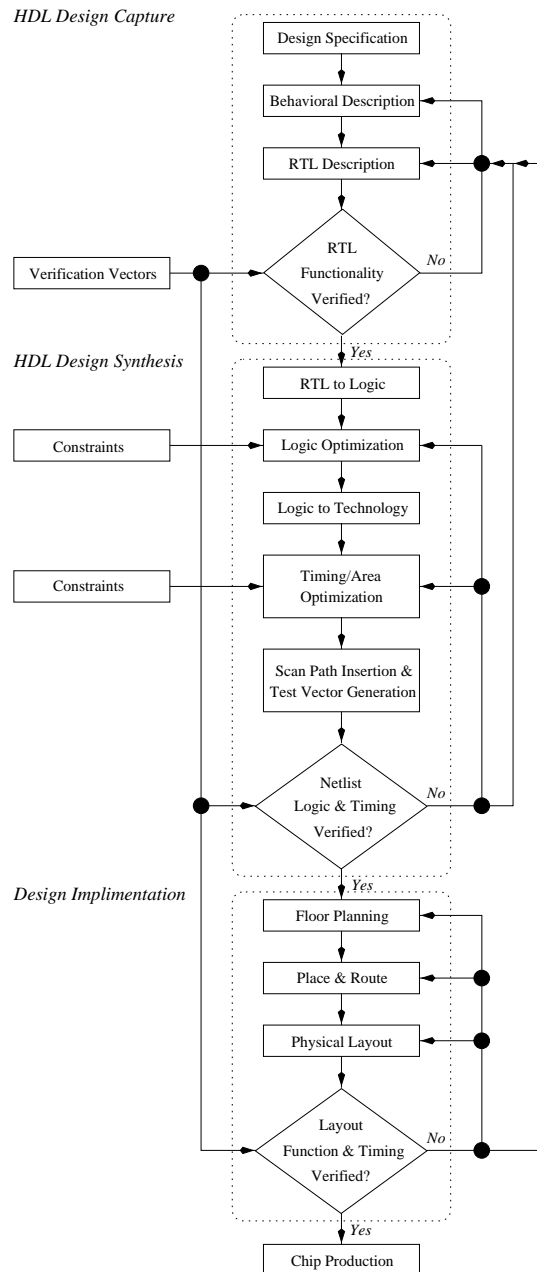 HDL Design Capture
Design Specification
Behavioral Description
RTL Description
RTL
Functionality
Verified?
No
Verification Vectors
Yes
HDL Design Synthesis
RTL to Logic
Constraints
Logic Optimization
Logic to Technology
Constraints
Timing/Area
Optimization
Scan Path Insertion &
Test Vector Generation
Netlist
Logic & Timing
Verified?
No
Yes
Design Implimentation
Floor Planning
Place & Route
Physical Layout
Layout
Function & Timing
Verified?
No
Yes
Chip Production